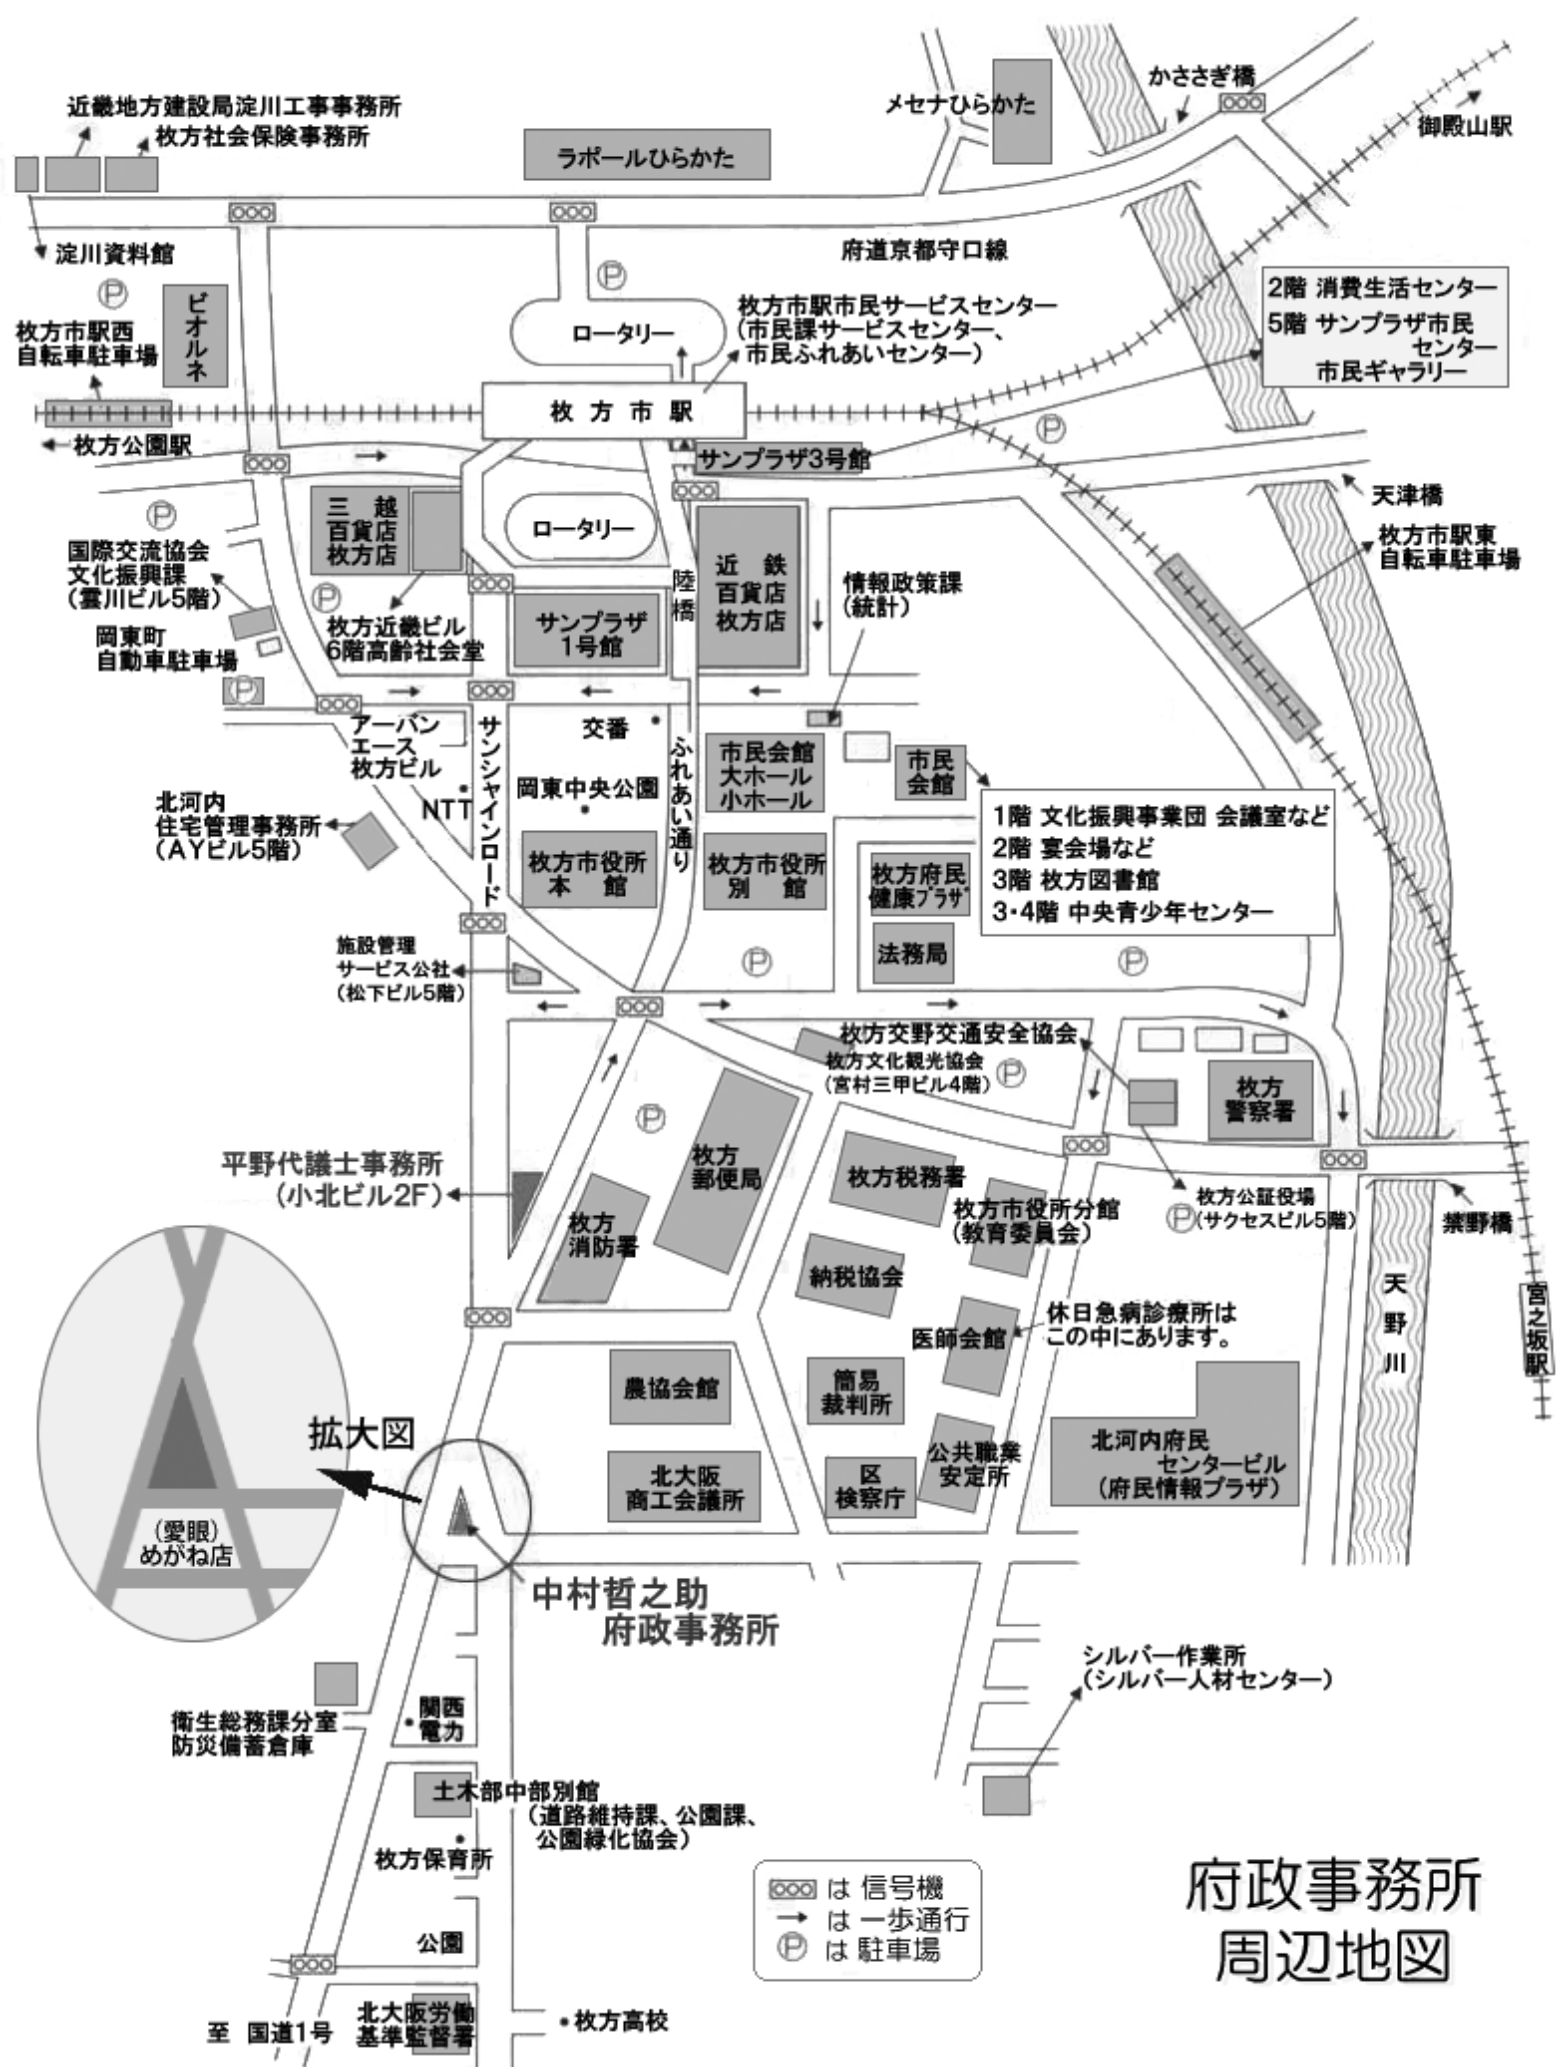 近畿地方建設局淀川工事事務所
枚方社会保険事務所
ラポールひらかた
メセナひらかた
かささぎ橋
御殿山駅
淀川資料館
府道京都守口線
P
P
ビオルネ
枚方市駅西
自転車駐車場
ロータリー
枚方市駅市民サービスセンター
(市民課サービスセンター、
市民ふれあいセンター)
2階 消費生活センター
5階 サンプラザ市民
センター
市民ギャラリー
枚方市駅
枚方公園駅
サンプラザ3号館
P
天津橋
P
三越
百貨店
枚方店
ロータリー
近鉄
百貨店
枚方店
陸橋
枚方市駅東
自転車駐車場
国際交流協会
文化振興課
(雲川ビル5階)
P
情報政策課
(統計)
枚方近畿ビル
6階高齢社会堂
サンプラザ
1号館
岡東町
自動車駐車場
P
アーバン
エース
枚方ビル
サンシャインロード
交番
ふれあい通り
市民会館
大ホール
小ホール
市民
会館
NTT
岡東中央公園
北河内
住宅管理事務所
(AYビル5階)
1階 文化振興事業団 会議室など
2階 宴会場など
3階 枚方図書館
3・4階 中央青少年センター
枚方市役所
本館
枚方市役所
別館
枚方府民
健康プラザ
法務局
施設管理
サービス公社
(松下ビル5階)
P
P
枚方交野交通安全協会
枚方文化観光協会
(宮村三甲ビル4階)
P
枚方
警察署
P
枚方
郵便局
平野代議士事務所
(小北ビル2F)
枚方
消防署
枚方税務署
枚方市役所分館
(教育委員会)
枚方公証役場
P
(サクセスビル5階)
禁野橋
納税協会
天野川
宮之坂駅
医師会館
休日急病診療所は
この中にあります。
農協会館
簡易
裁判所
拡大図
北大阪
商工会議所
区
検察庁
公共職業
安定所
北河内府民
センタービル
(府民情報プラザ)
(愛眼)
めがね店
中村哲之助
府政事務所
シルバー作業所
(シルバー人材センター)
衛生総務課分室
防災備蓄倉庫
関西
電力
土木部中部別館
(道路維持課、公園課、
公園緑化協会)
枚方保育所
公園
は 信号機
は 一歩通行
P は 駐車場
府政事務所
周辺地図
至 国道1号
北大阪労働
基準監督署
枚方高校